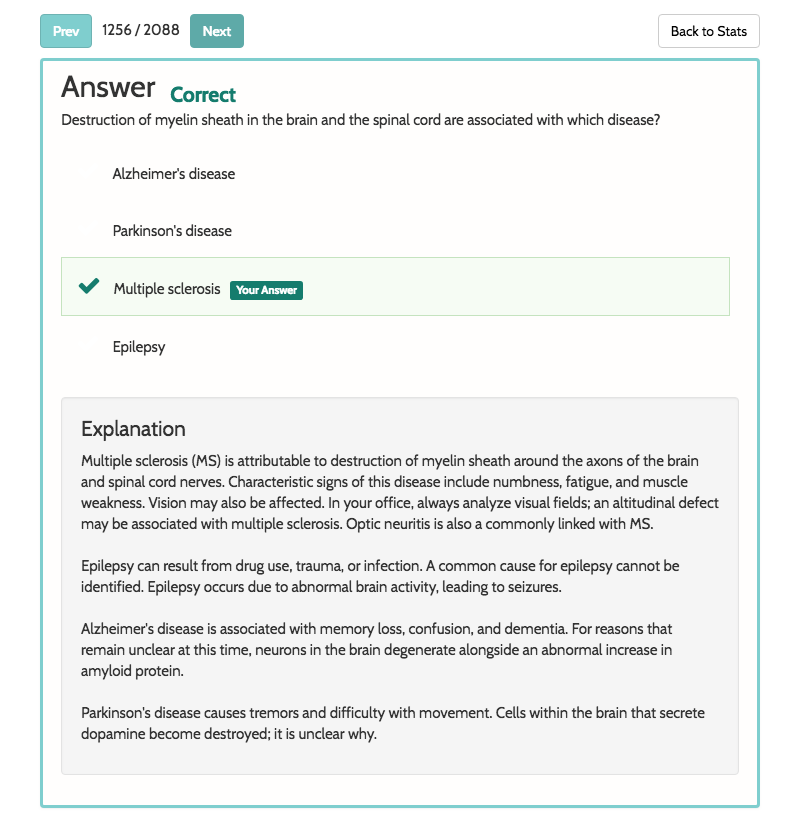 Prev 1256 / 2088 Next Back to Stats
Answer Correct
Destruction of myelin sheath in the brain and the spinal cord are associated with which disease?
Alzheimer's disease
Parkinson's disease
Multiple sclerosis Your Answer
Epilepsy
Explanation
Multiple sclerosis (MS) is attributable to destruction of myelin sheath around the axons of the brain
and spinal cord nerves. Characteristic signs of this disease include numbness, fatigue, and muscle
weakness. Vision may also be affected. In your office, always analyze visual fields; an altitudinal defect
may be associated with multiple sclerosis. Optic neuritis is also a commonly linked with MS.
Epilepsy can result from drug use, trauma, or infection. A common cause for epilepsy cannot be
identified. Epilepsy occurs due to abnormal brain activity, leading to seizures.
Alzheimer's disease is associated with memory loss, confusion, and dementia. For reasons that
remain unclear at this time, neurons in the brain degenerate alongside an abnormal increase in
amyloid protein.
Parkinson's disease causes tremors and difficulty with movement. Cells within the brain that secrete
dopamine become destroyed; it is unclear why.